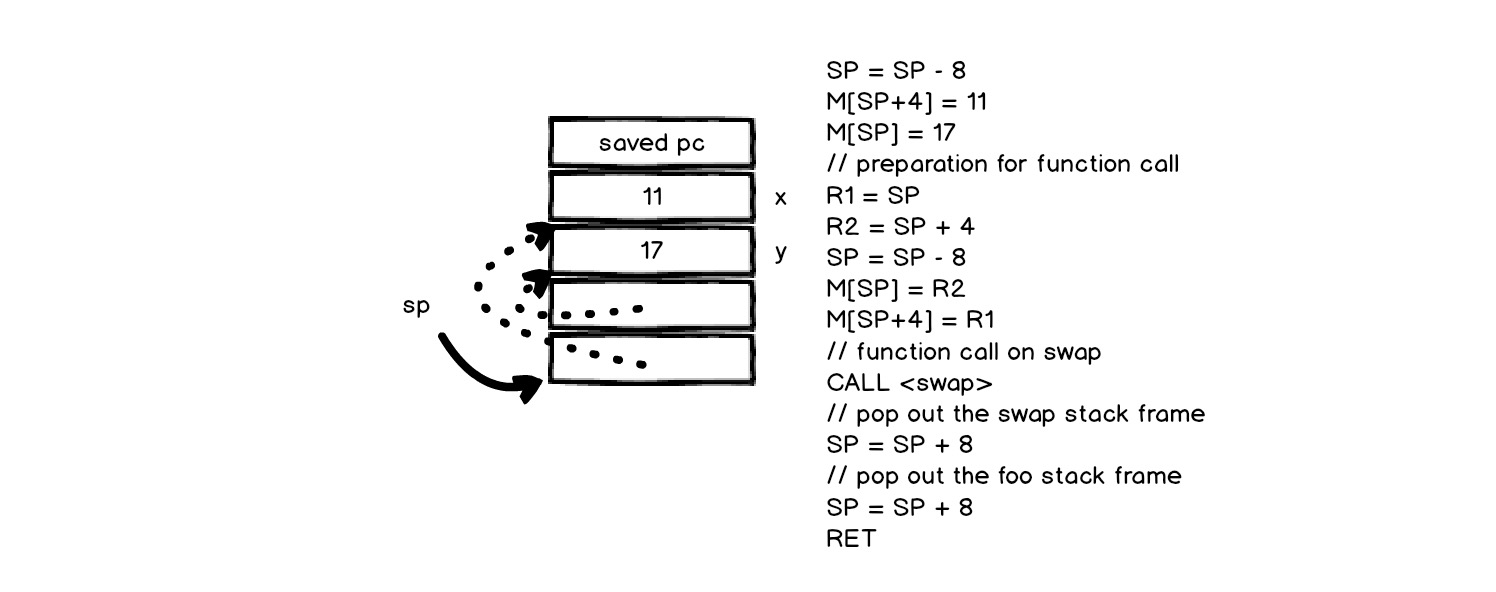 saved pc
11 x
17 y
sp
SP = SP - 8
M[SP+4] = 11
M[SP] = 17
// preparation for function call
R1 = SP
R2 = SP + 4
SP = SP - 8
M[SP] = R2
M[SP+4] = R1
// function call on swap
CALL <swap>
// pop out the swap stack frame
SP = SP + 8
// pop out the foo stack frame
SP = SP + 8
RET